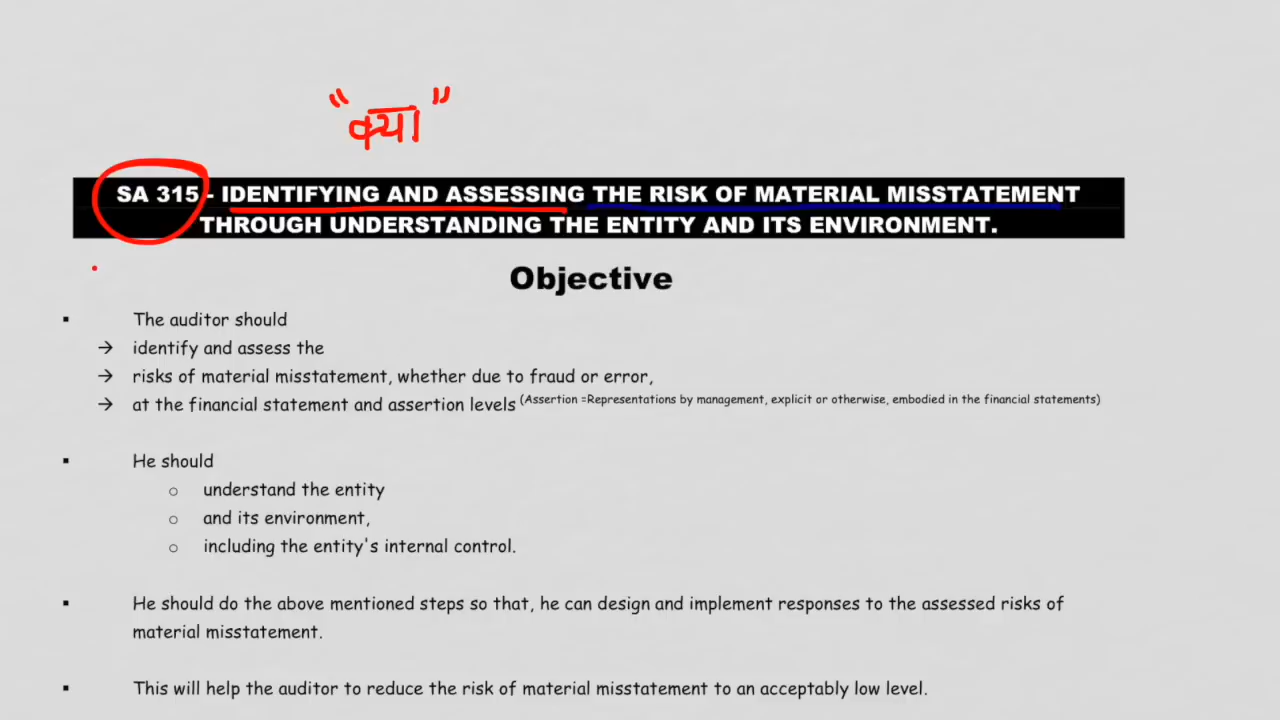 "क्या"
SA 315 - IDENTIFYING AND ASSESSING THE RISK OF MATERIAL MISSTATEMENT
THROUGH UNDERSTANDING THE ENTITY AND ITS ENVIRONMENT.
Objective
▪ The auditor should
→ identify and assess the
→ risks of material misstatement, whether due to fraud or error,
→ at the financial statement and assertion levels (Assertion =Representations by management, explicit or otherwise, embodied in the financial statements)
▪ He should
o understand the entity
o and its environment,
o including the entity's internal control.
▪ He should do the above mentioned steps so that, he can design and implement responses to the assessed risks of
material misstatement.
▪ This will help the auditor to reduce the risk of material misstatement to an acceptably low level.